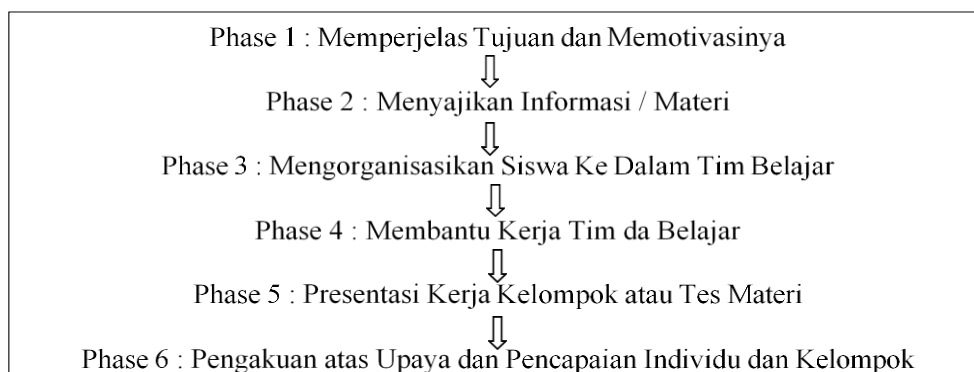 Phase 1 : Memperjelas Tujuan dan Memotivasinya
Phase 2 : Menyajikan Informasi / Materi
Phase 3 : Mengorganisasikan Siswa Ke Dalam Tim Belajar
Phase 4 : Membantu Kerja Tim da Belajar
Phase 5 : Presentasi Kerja Kelompok atau Tes Materi
Phase 6 : Pengakuan atas Upaya dan Pencapaian Individu dan Kelompok